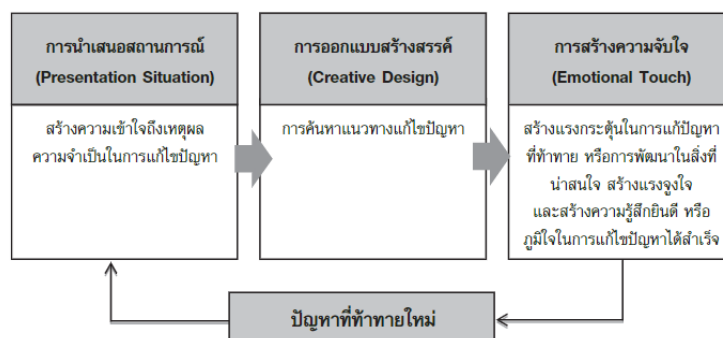 การนำเสนอสถานการณ์
(Presentation Situation)
สร้างความเข้าใจถึงเหตุผล
ความจำเป็นในการแก้ไขปัญหา
การออกแบบสร้างสรรค์
(Creative Design)
การค้นหาแนวทางแก้ไขปัญหา
การสร้างความจับใจ
(Emotional Touch)
สร้างแรงกระตุ้นในการแก้ปัญหา
ที่ท้าทาย หรือการพัฒนาในสิ่งที่
น่าสนใจ สร้างแรงจูงใจ
และสร้างความรู้สึกยินดี หรือ
ภูมิใจในการแก้ไขปัญหาได้สำเร็จ
ปัญหาที่ท้าทายใหม่